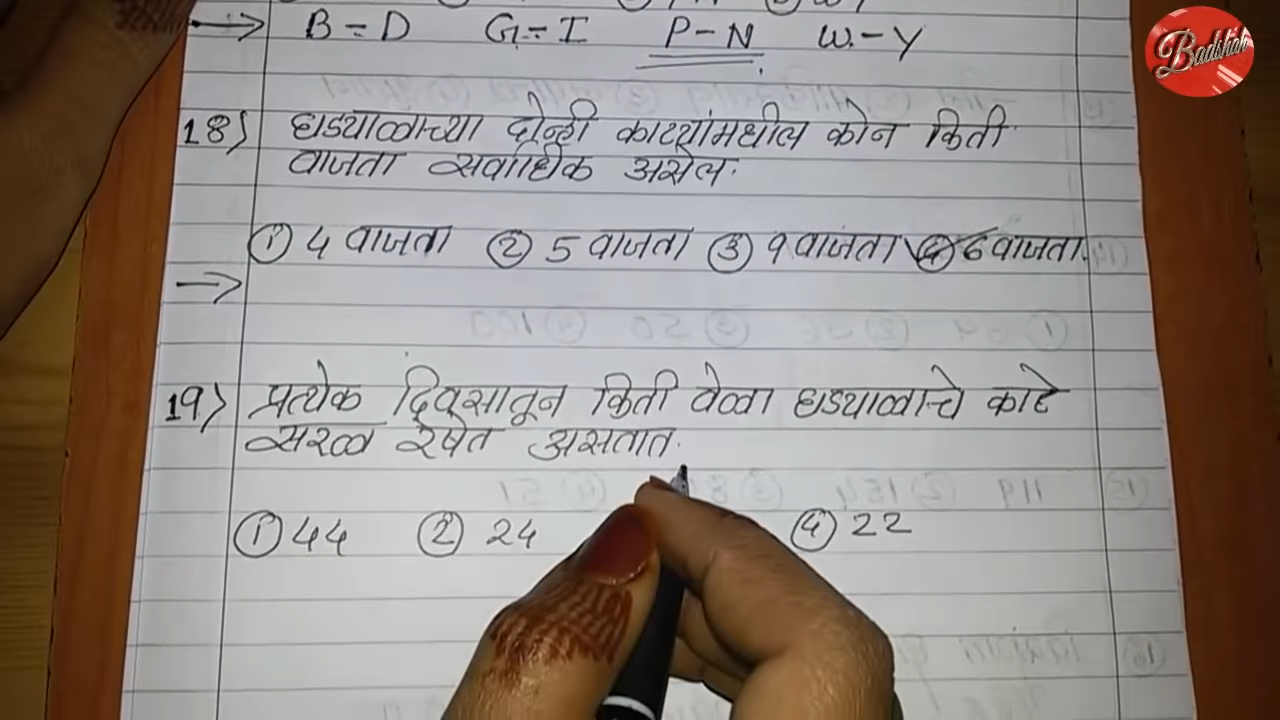 B = D G = I P - N W - Y
Badshah
18) घड्याळाच्या दोन्ही काट्यांमधील कोन किती
वाजता सर्वाधिक असेल.
① 4 वाजता ② 5 वाजता ③ 9 वाजता ④ 6 वाजता.
19) प्रत्येक दिवसातून किती वेळा घड्याळाचे काटे
सरळ रेषेत असतात.
① 44 ② 24 ④ 22